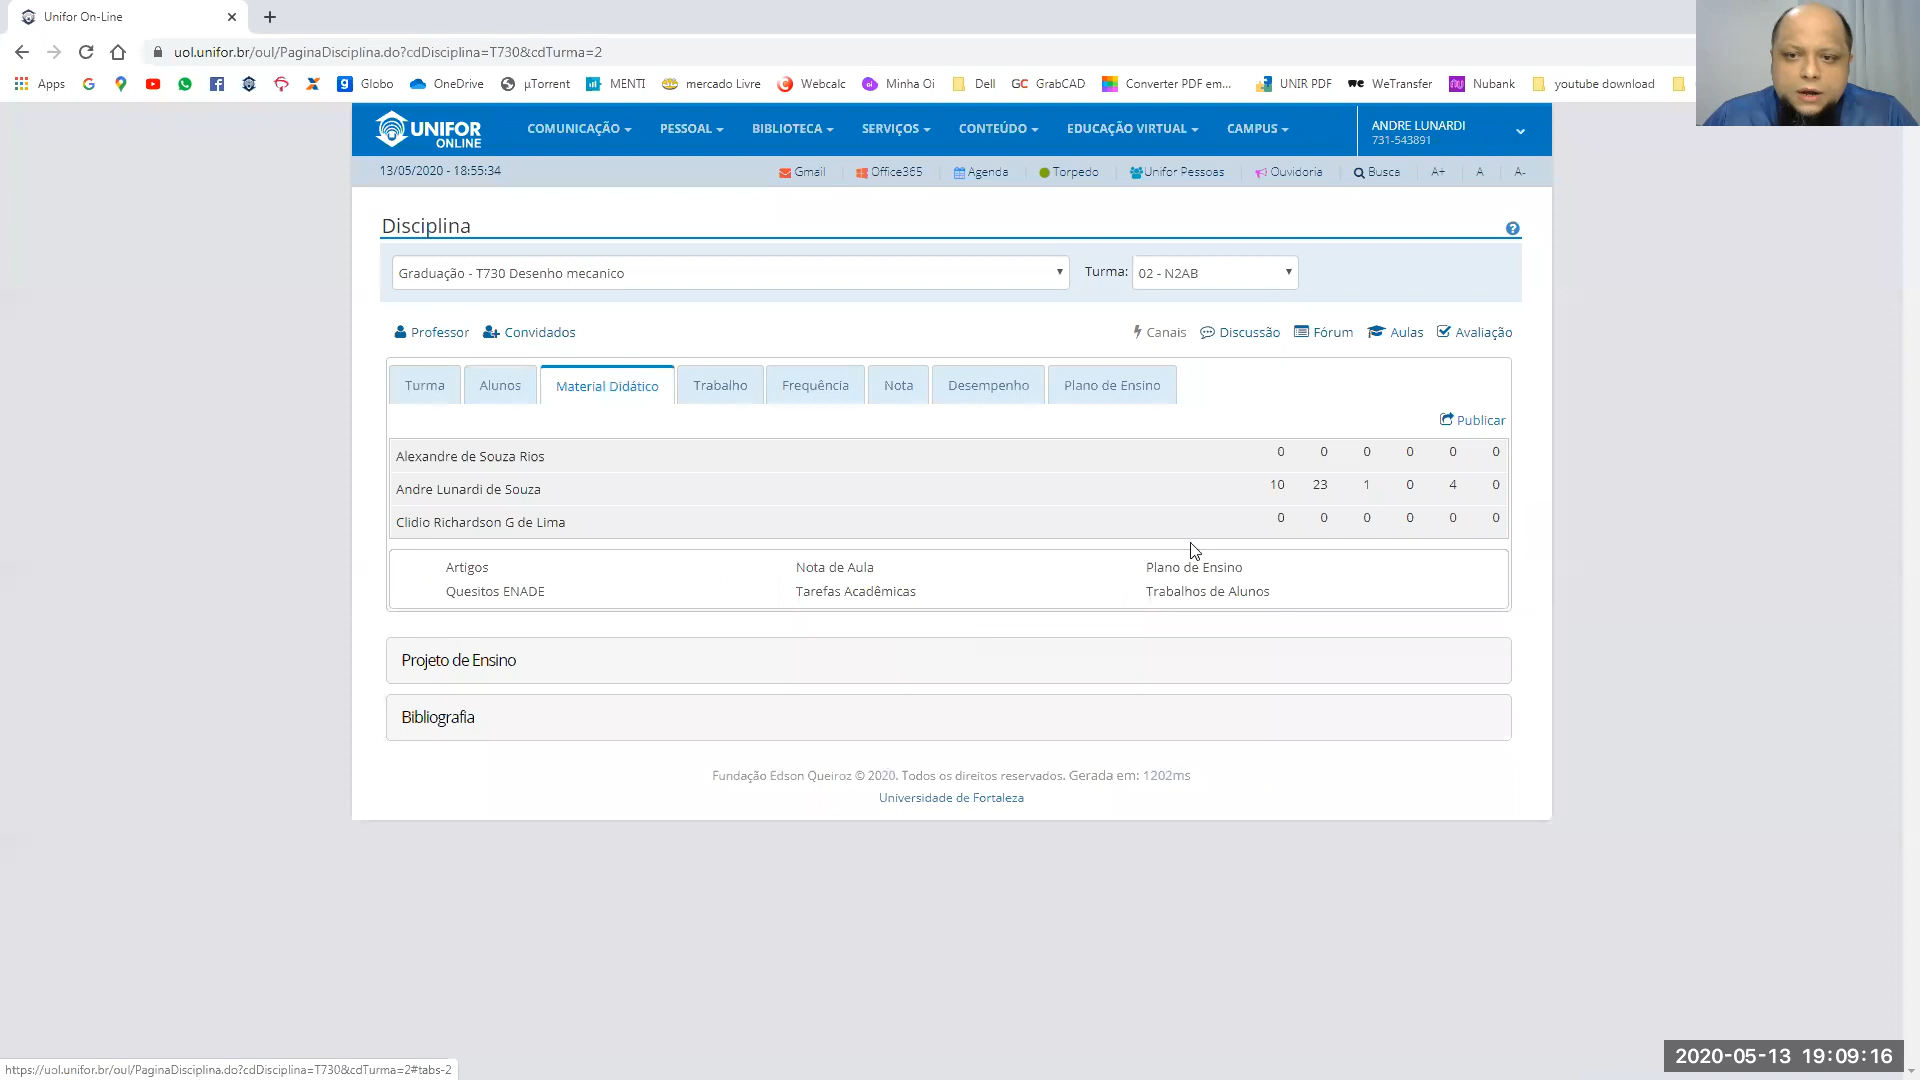 Unifor On-Line
uol.unifor.br/oul/PaginaDisciplina.do?cdDisciplina=T730&cdTurma=2
Apps Globo OneDrive µTorrent MENTI mercado Livre Webcalc Minha Oi Dell GC GrabCAD Converter PDF em... UNIR PDF we WeTransfer Nubank youtube download
UNIFOR ONLINE COMUNICAÇÃO PESSOAL BIBLIOTECA SERVIÇOS CONTEÚDO EDUCAÇÃO VIRTUAL CAMPUS ANDRE LUNARDI
731-543891
13/05/2020 - 18:55:34 Gmail Office365 Agenda Torpedo Unifor Pessoas Ouvidoria Busca A+ A A-
Disciplina
Graduação - T730 Desenho mecanico Turma: 02 - N2AB
Professor Convidados Canais Discussão Fórum Aulas Avaliação
Turma Alunos Material Didático Trabalho Frequência Nota Desempenho Plano de Ensino
Publicar
Alexandre de Souza Rios 0 0 0 0 0 0
Andre Lunardi de Souza 10 23 1 0 4 0
Clidio Richardson G de Lima 0 0 0 0 0 0
Artigos Nota de Aula Plano de Ensino
Quesitos ENADE Tarefas Acadêmicas Trabalhos de Alunos
Projeto de Ensino
Bibliografia
Fundação Edson Queiroz © 2020. Todos os direitos reservados. Gerada em: 1202ms
Universidade de Fortaleza
2020-05-13 19:09:16
https://uol.unifor.br/oul/PaginaDisciplina.do?cdDisciplina=T730&cdTurma=2#tabs-2